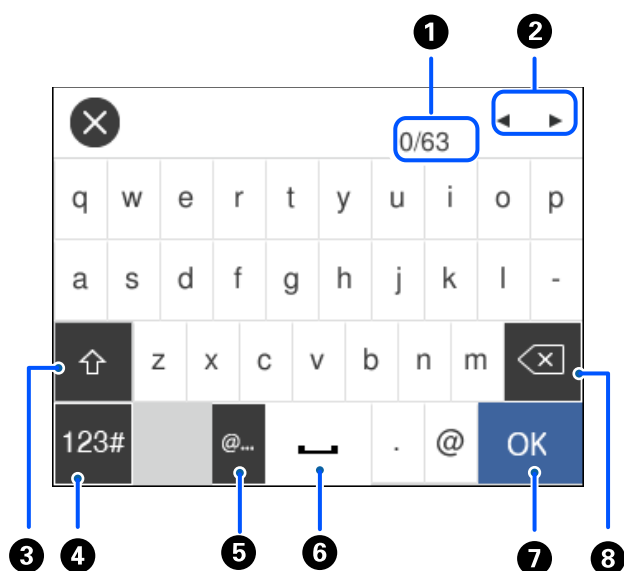 1 2
0/63 ◀ ▶
q w e r t y u i o p
a s d f g h j k l -
z x c v b n m
123# @... . @ OK
3 4 5 6 7 8